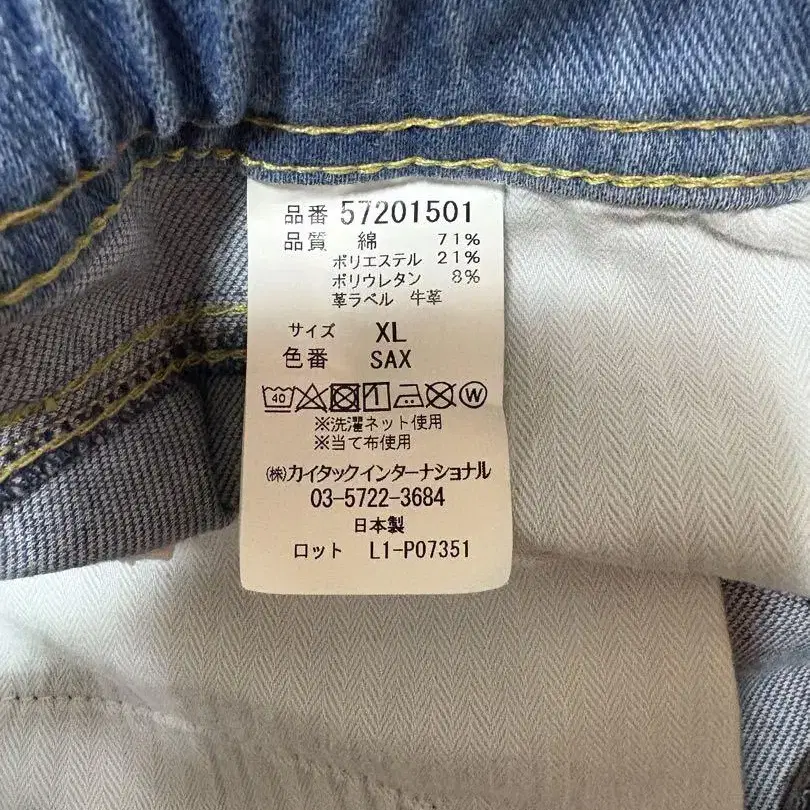 品番 57201501
品質 綿 71%
ポリエステル 21%
ポリウレタン 8%
革ラベル 牛革
サイズ XL
色番 SAX
40 W
※洗濯ネット使用
※当て布使用
㈱カイタックインターナショナル
03-5722-3684
日本製
ロット L1-P07351